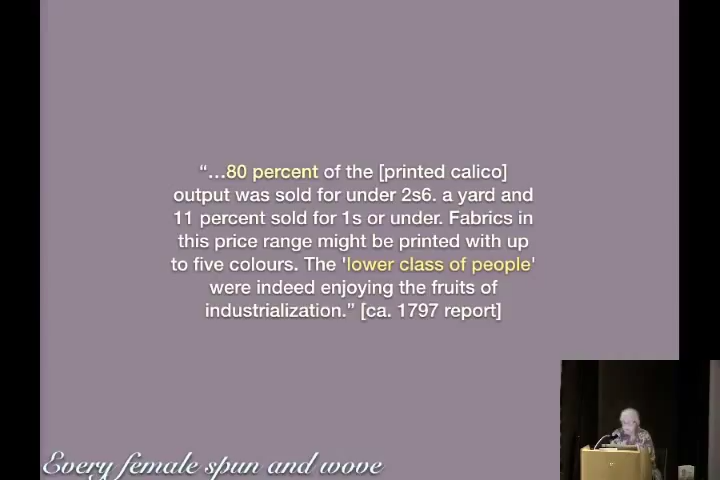 “...80 percent of the [printed calico]
output was sold for under 2s6. a yard and
11 percent sold for 1s or under. Fabrics in
this price range might be printed with up
to five colours. The 'lower class of people'
were indeed enjoying the fruits of
industrialization.” [ca. 1797 report]
Every female spun and wove